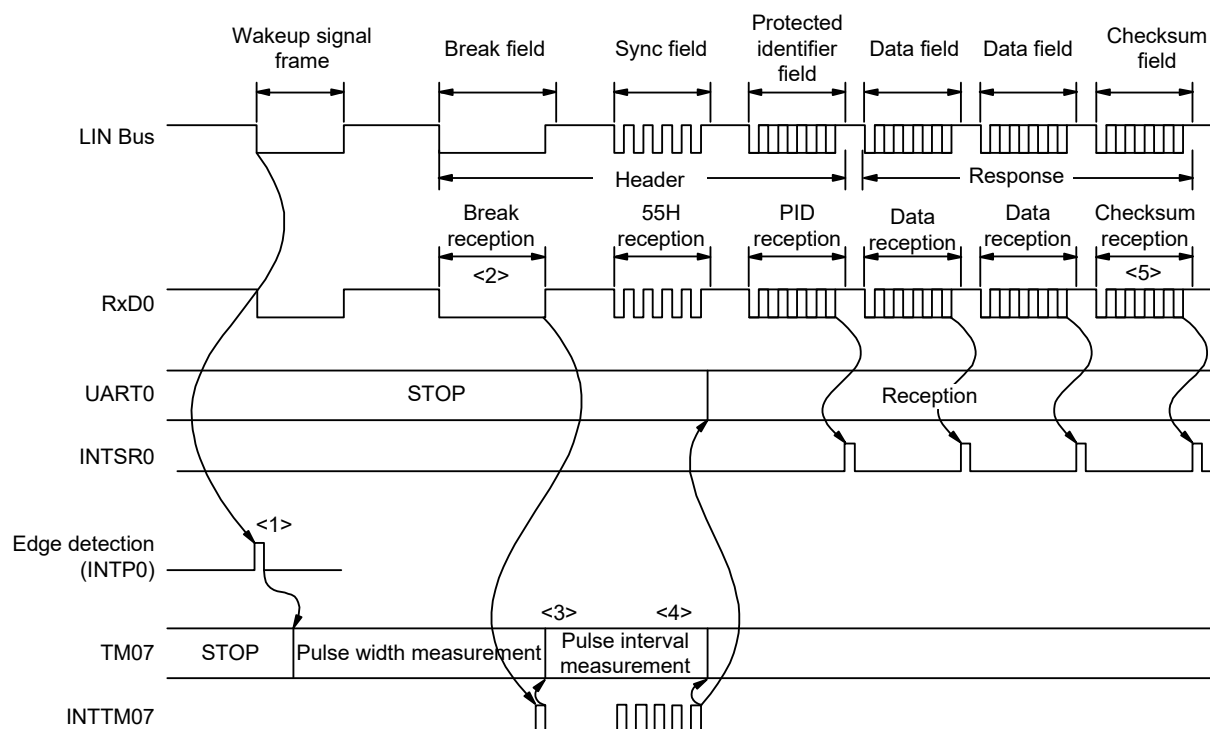 Wakeup signal
frame
Break field
Sync field
Protected
identifier
field
Data field
Data field
Checksum
field
LIN Bus
Header
Response
Break
reception
<2>
55H
reception
PID
reception
Data
reception
Data
reception
Checksum
reception
<5>
RxD0
UART0
STOP
Reception
INTSR0
<1>
Edge detection
(INTP0)
<3>
<4>
TM07
STOP
Pulse width measurement
Pulse interval
measurement
INTTM07